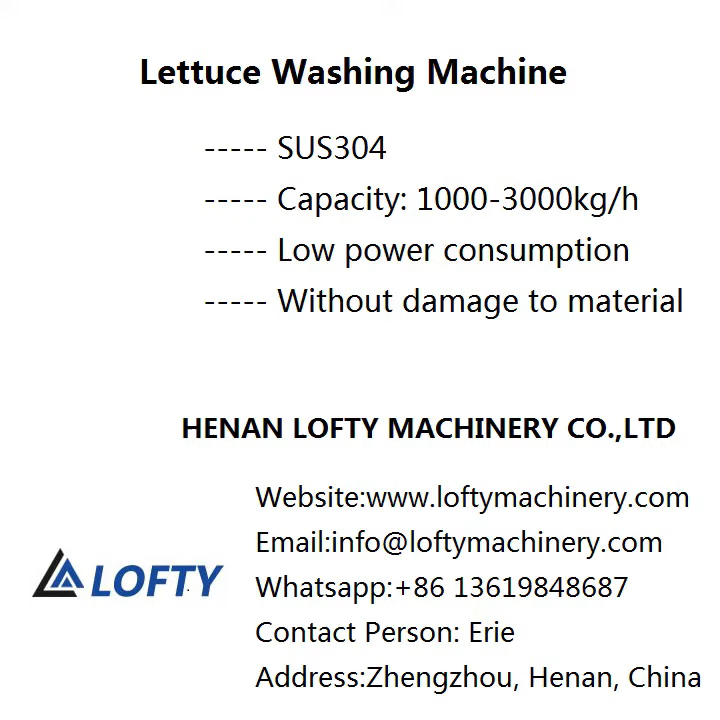 Lettuce Washing Machine
----- SUS304
----- Capacity: 1000-3000kg/h
----- Low power consumption
----- Without damage to material
HENAN LOFTY MACHINERY CO.,LTD
Website:www.loftymachinery.com
Email:info@loftymachinery.com
LOFTY
Whatsapp:+86 13619848687
Contact Person: Erie
Address:Zhengzhou, Henan, China